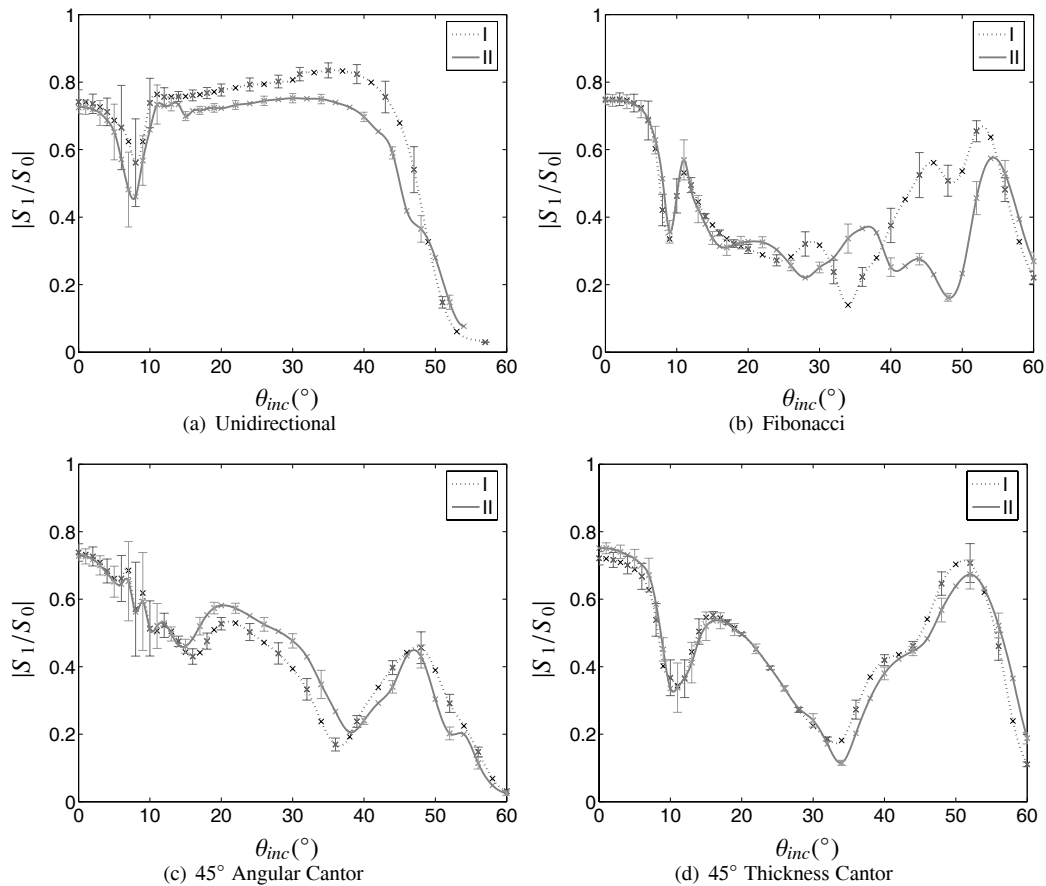 1
0.8
0.6
0.4
0.2
0
|S1/S0|
I
II
0 10 20 30 40 50 60
θinc(°)
(a) Unidirectional
1
0.8
0.6
0.4
0.2
0
|S1/S0|
I
II
0 10 20 30 40 50 60
θinc(°)
(b) Fibonacci
1
0.8
0.6
0.4
0.2
0
|S1/S0|
I
II
0 10 20 30 40 50 60
θinc(°)
(c) 45° Angular Cantor
1
0.8
0.6
0.4
0.2
0
|S1/S0|
I
II
0 10 20 30 40 50 60
θinc(°)
(d) 45° Thickness Cantor